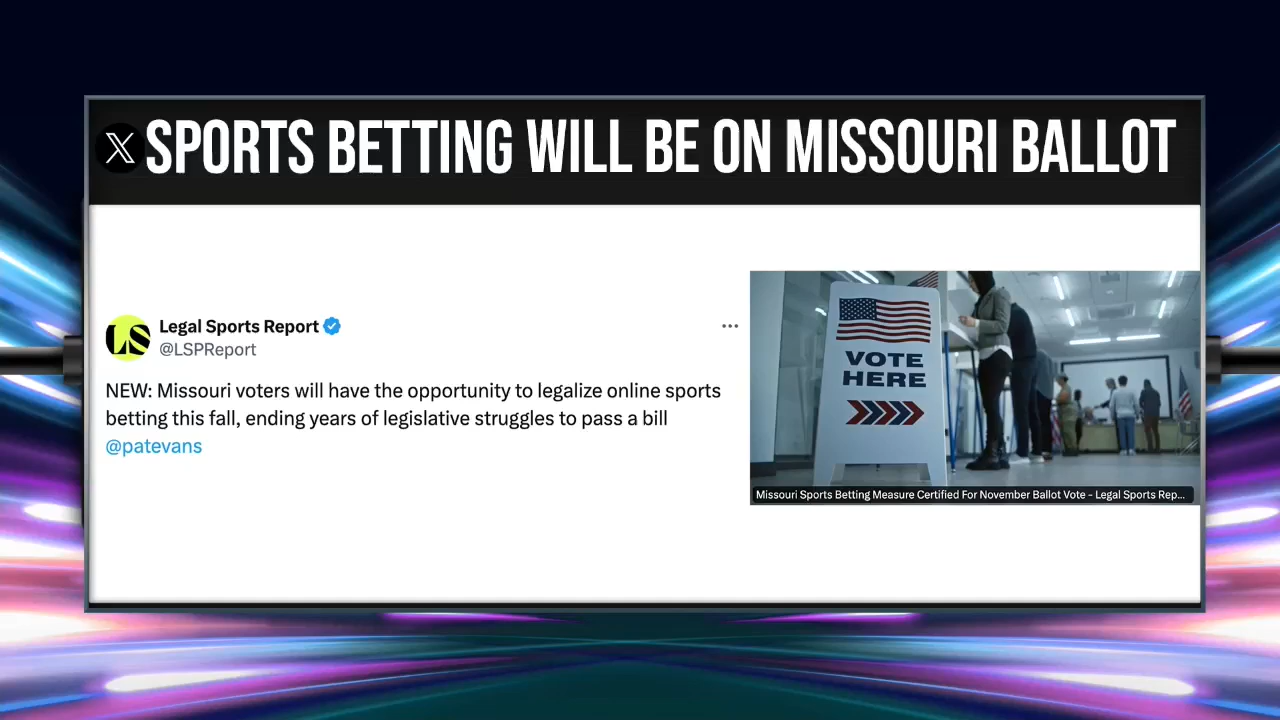 SPORTS BETTING WILL BE ON MISSOURI BALLOT
LS
Legal Sports Report
@LSPReport
NEW: Missouri voters will have the opportunity to legalize online sports
betting this fall, ending years of legislative struggles to pass a bill
@patevans
VOTE
HERE
Missouri Sports Betting Measure Certified For November Ballot Vote - Legal Sports Rep...